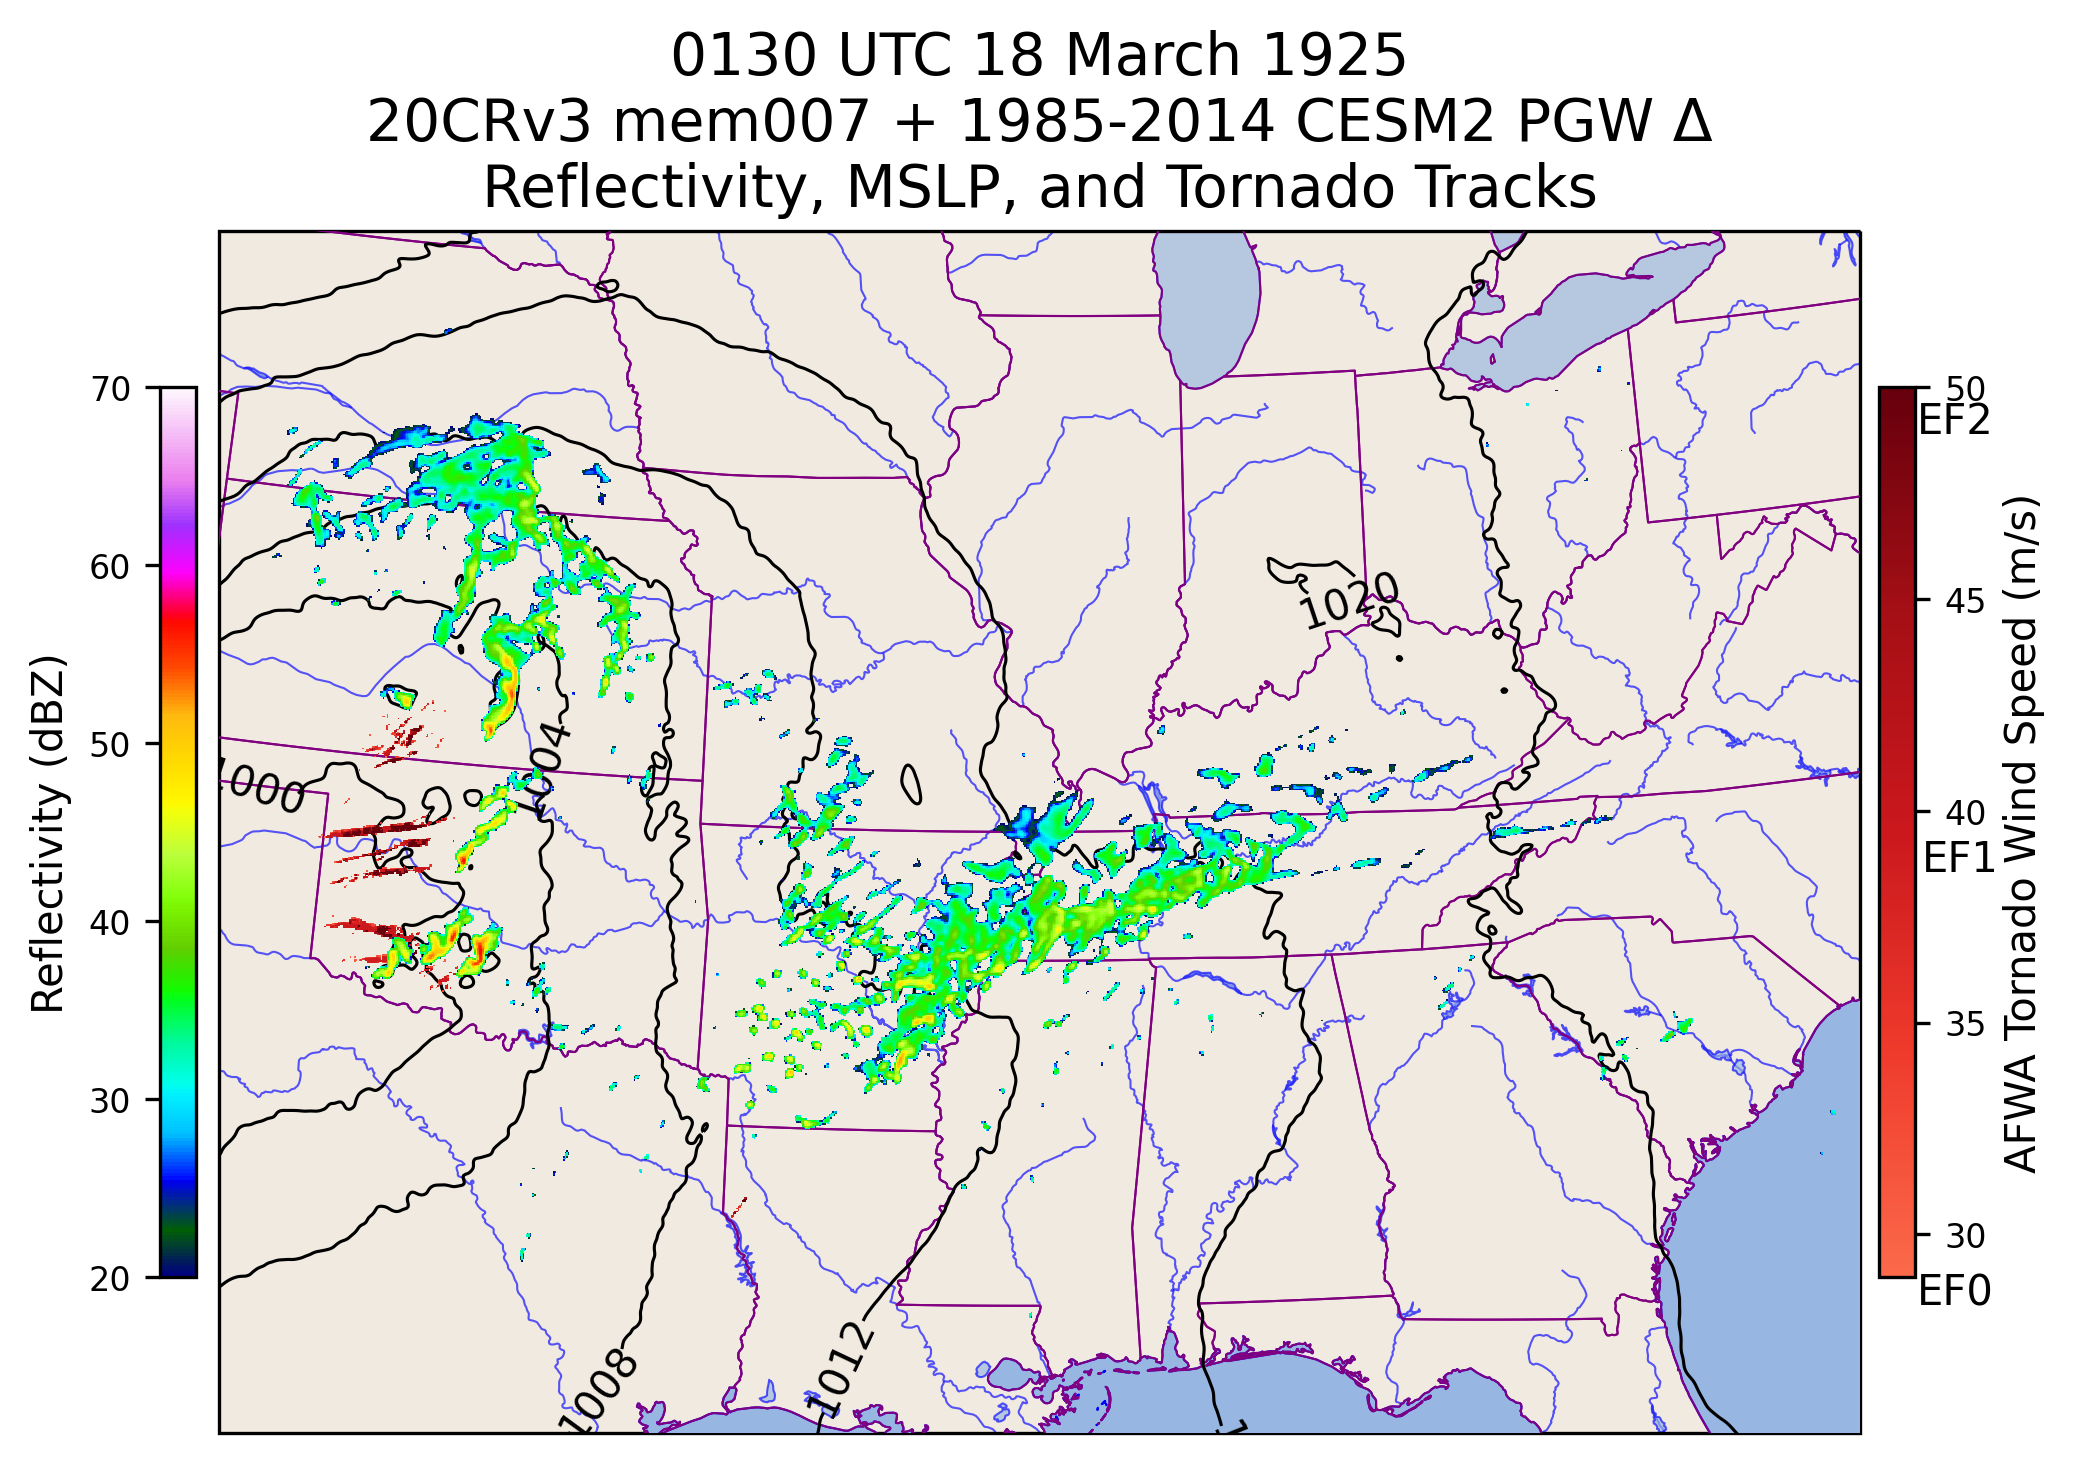 0130 UTC 18 March 1925
20CRv3 mem007 + 1985-2014 CESM2 PGW Δ
Reflectivity, MSLP, and Tornado Tracks
70
60
50
40
30
20
Reflectivity (dBZ)
1000
1004
1008
1012
1020
50
EF2
45
40
EF1
35
30
EF0
AFWA Tornado Wind Speed (m/s)